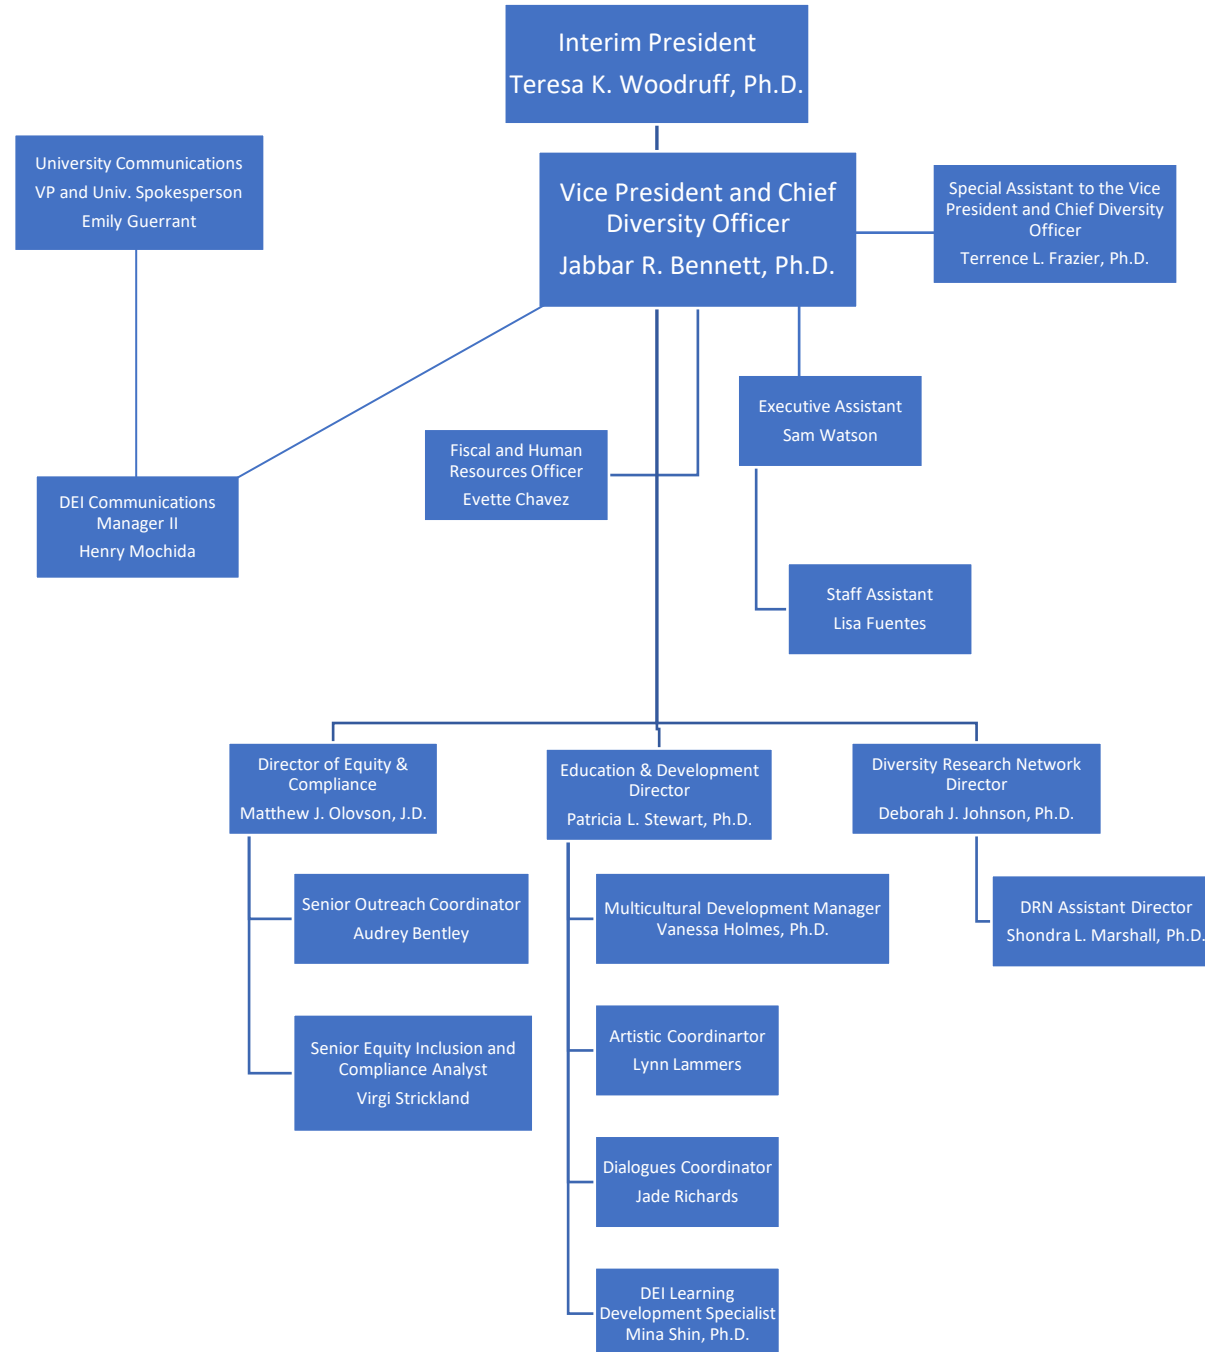 Interim President
Teresa K. Woodruff, Ph.D.
University Communications
VP and Univ. Spokesperson
Emily Guerrant
Vice President and Chief
Diversity Officer
Jabbar R. Bennett, Ph.D.
Special Assistant to the Vice
President and Chief Diversity
Officer
Terrence L. Frazier, Ph.D.
Executive Assistant
Sam Watson
Fiscal and Human
Resources Officer
Evette Chavez
DEI Communications
Manager II
Henry Mochida
Staff Assistant
Lisa Fuentes
Director of Equity &
Compliance
Matthew J. Olovson, J.D.
Education & Development
Director
Patricia L. Stewart, Ph.D.
Diversity Research Network
Director
Deborah J. Johnson, Ph.D.
Senior Outreach Coordinator
Audrey Bentley
Multicultural Development Manager
Vanessa Holmes, Ph.D.
DRN Assistant Director
Shondra L. Marshall, Ph.D.
Senior Equity Inclusion and
Compliance Analyst
Virgi Strickland
Artistic Coordinartor
Lynn Lammers
Dialogues Coordinator
Jade Richards
DEI Learning
Development Specialist
Mina Shin, Ph.D.